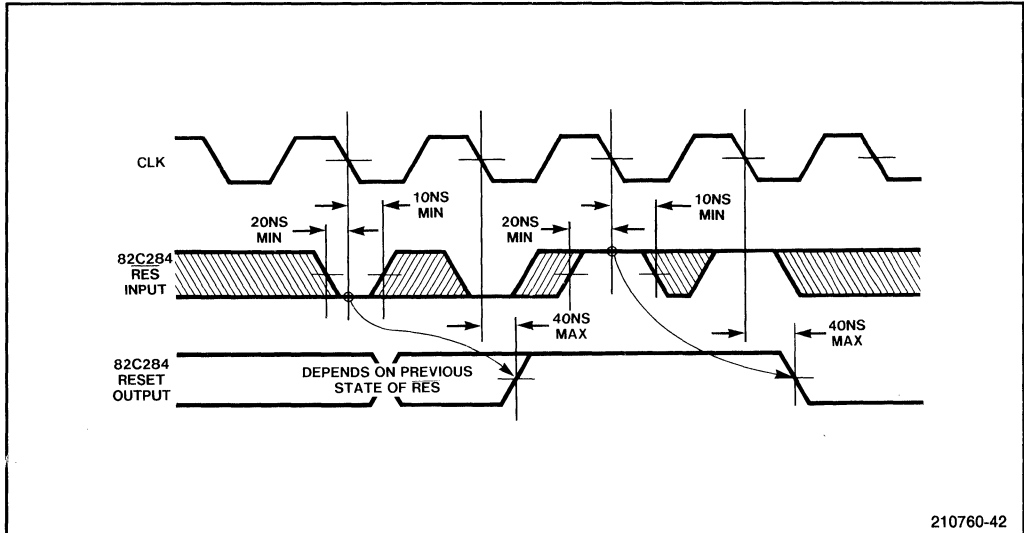 CLK
10NS
MIN
20NS
MIN
10NS
MIN
20NS
MIN
82C284
RES
INPUT
40NS
MAX
40NS
MAX
82C284
RESET
OUTPUT
DEPENDS ON PREVIOUS
STATE OF RES
210760-42